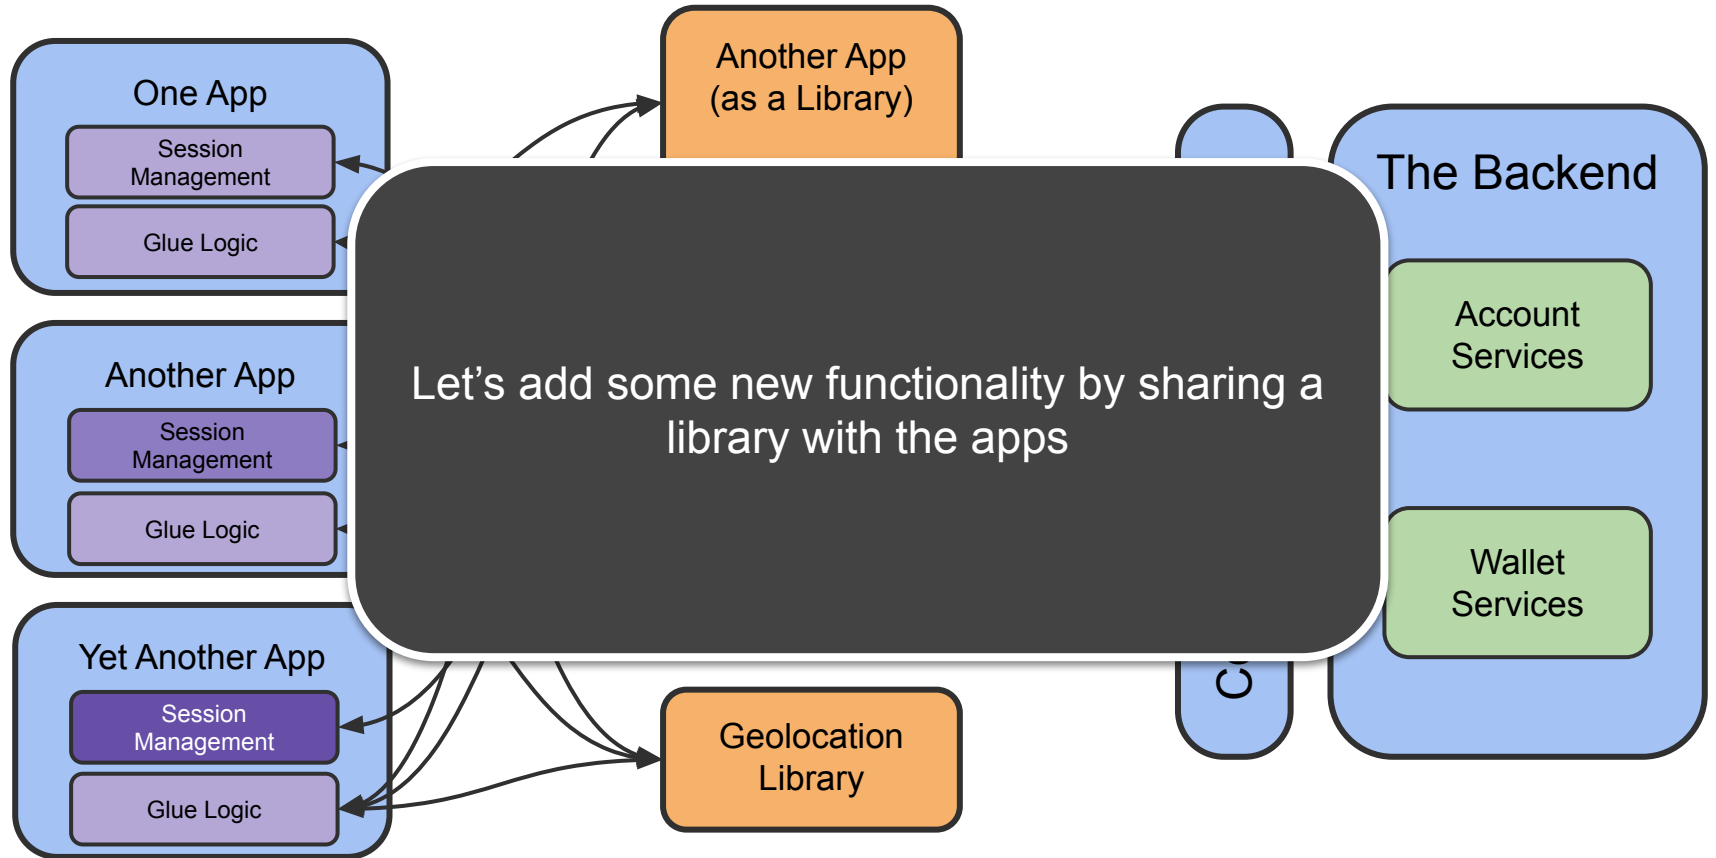 One App
Session
Management
Glue Logic
Another App
Session
Management
Glue Logic
Yet Another App
Session
Management
Glue Logic
Another App
(as a Library)
Let’s add some new functionality by sharing a
library with the apps
Geolocation
Library
The Backend
Account
Services
Wallet
Services